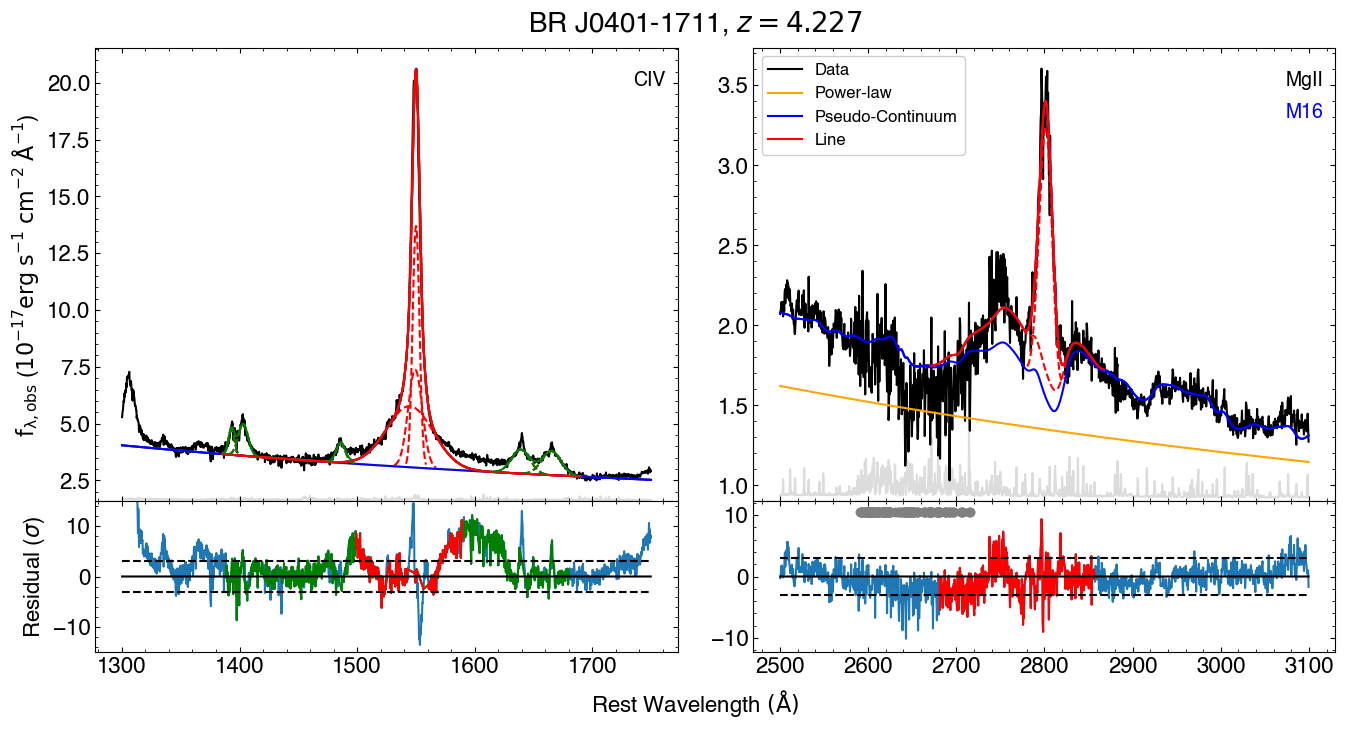 BR J0401-1711, z = 4.227
f_λ,obs (10⁻¹⁷erg s⁻¹ cm⁻² Å⁻¹)
20.0
17.5
15.0
12.5
10.0
7.5
5.0
2.5
CIV
Residual (σ)
10
0
−10
1300 1400 1500 1600 1700
3.5
3.0
2.5
2.0
1.5
1.0
Data
Power-law
Pseudo-Continuum
Line
MgII
M16
10
0
−10
2500 2600 2700 2800 2900 3000 3100
Rest Wavelength (Å)